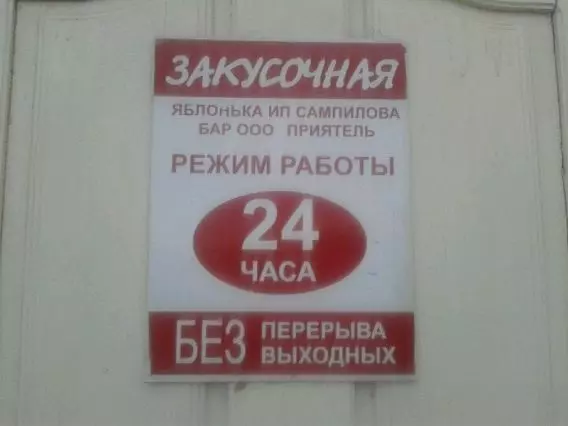 ЗАКУСОЧНАЯ
ЯБЛОНЬКА ИП САМПИЛОВА
БАР ООО ПРИЯТЕЛЬ
РЕЖИМ РАБОТЫ
24
ЧАСА
БЕЗ ПЕРЕРЫВА
ВЫХОДНЫХ